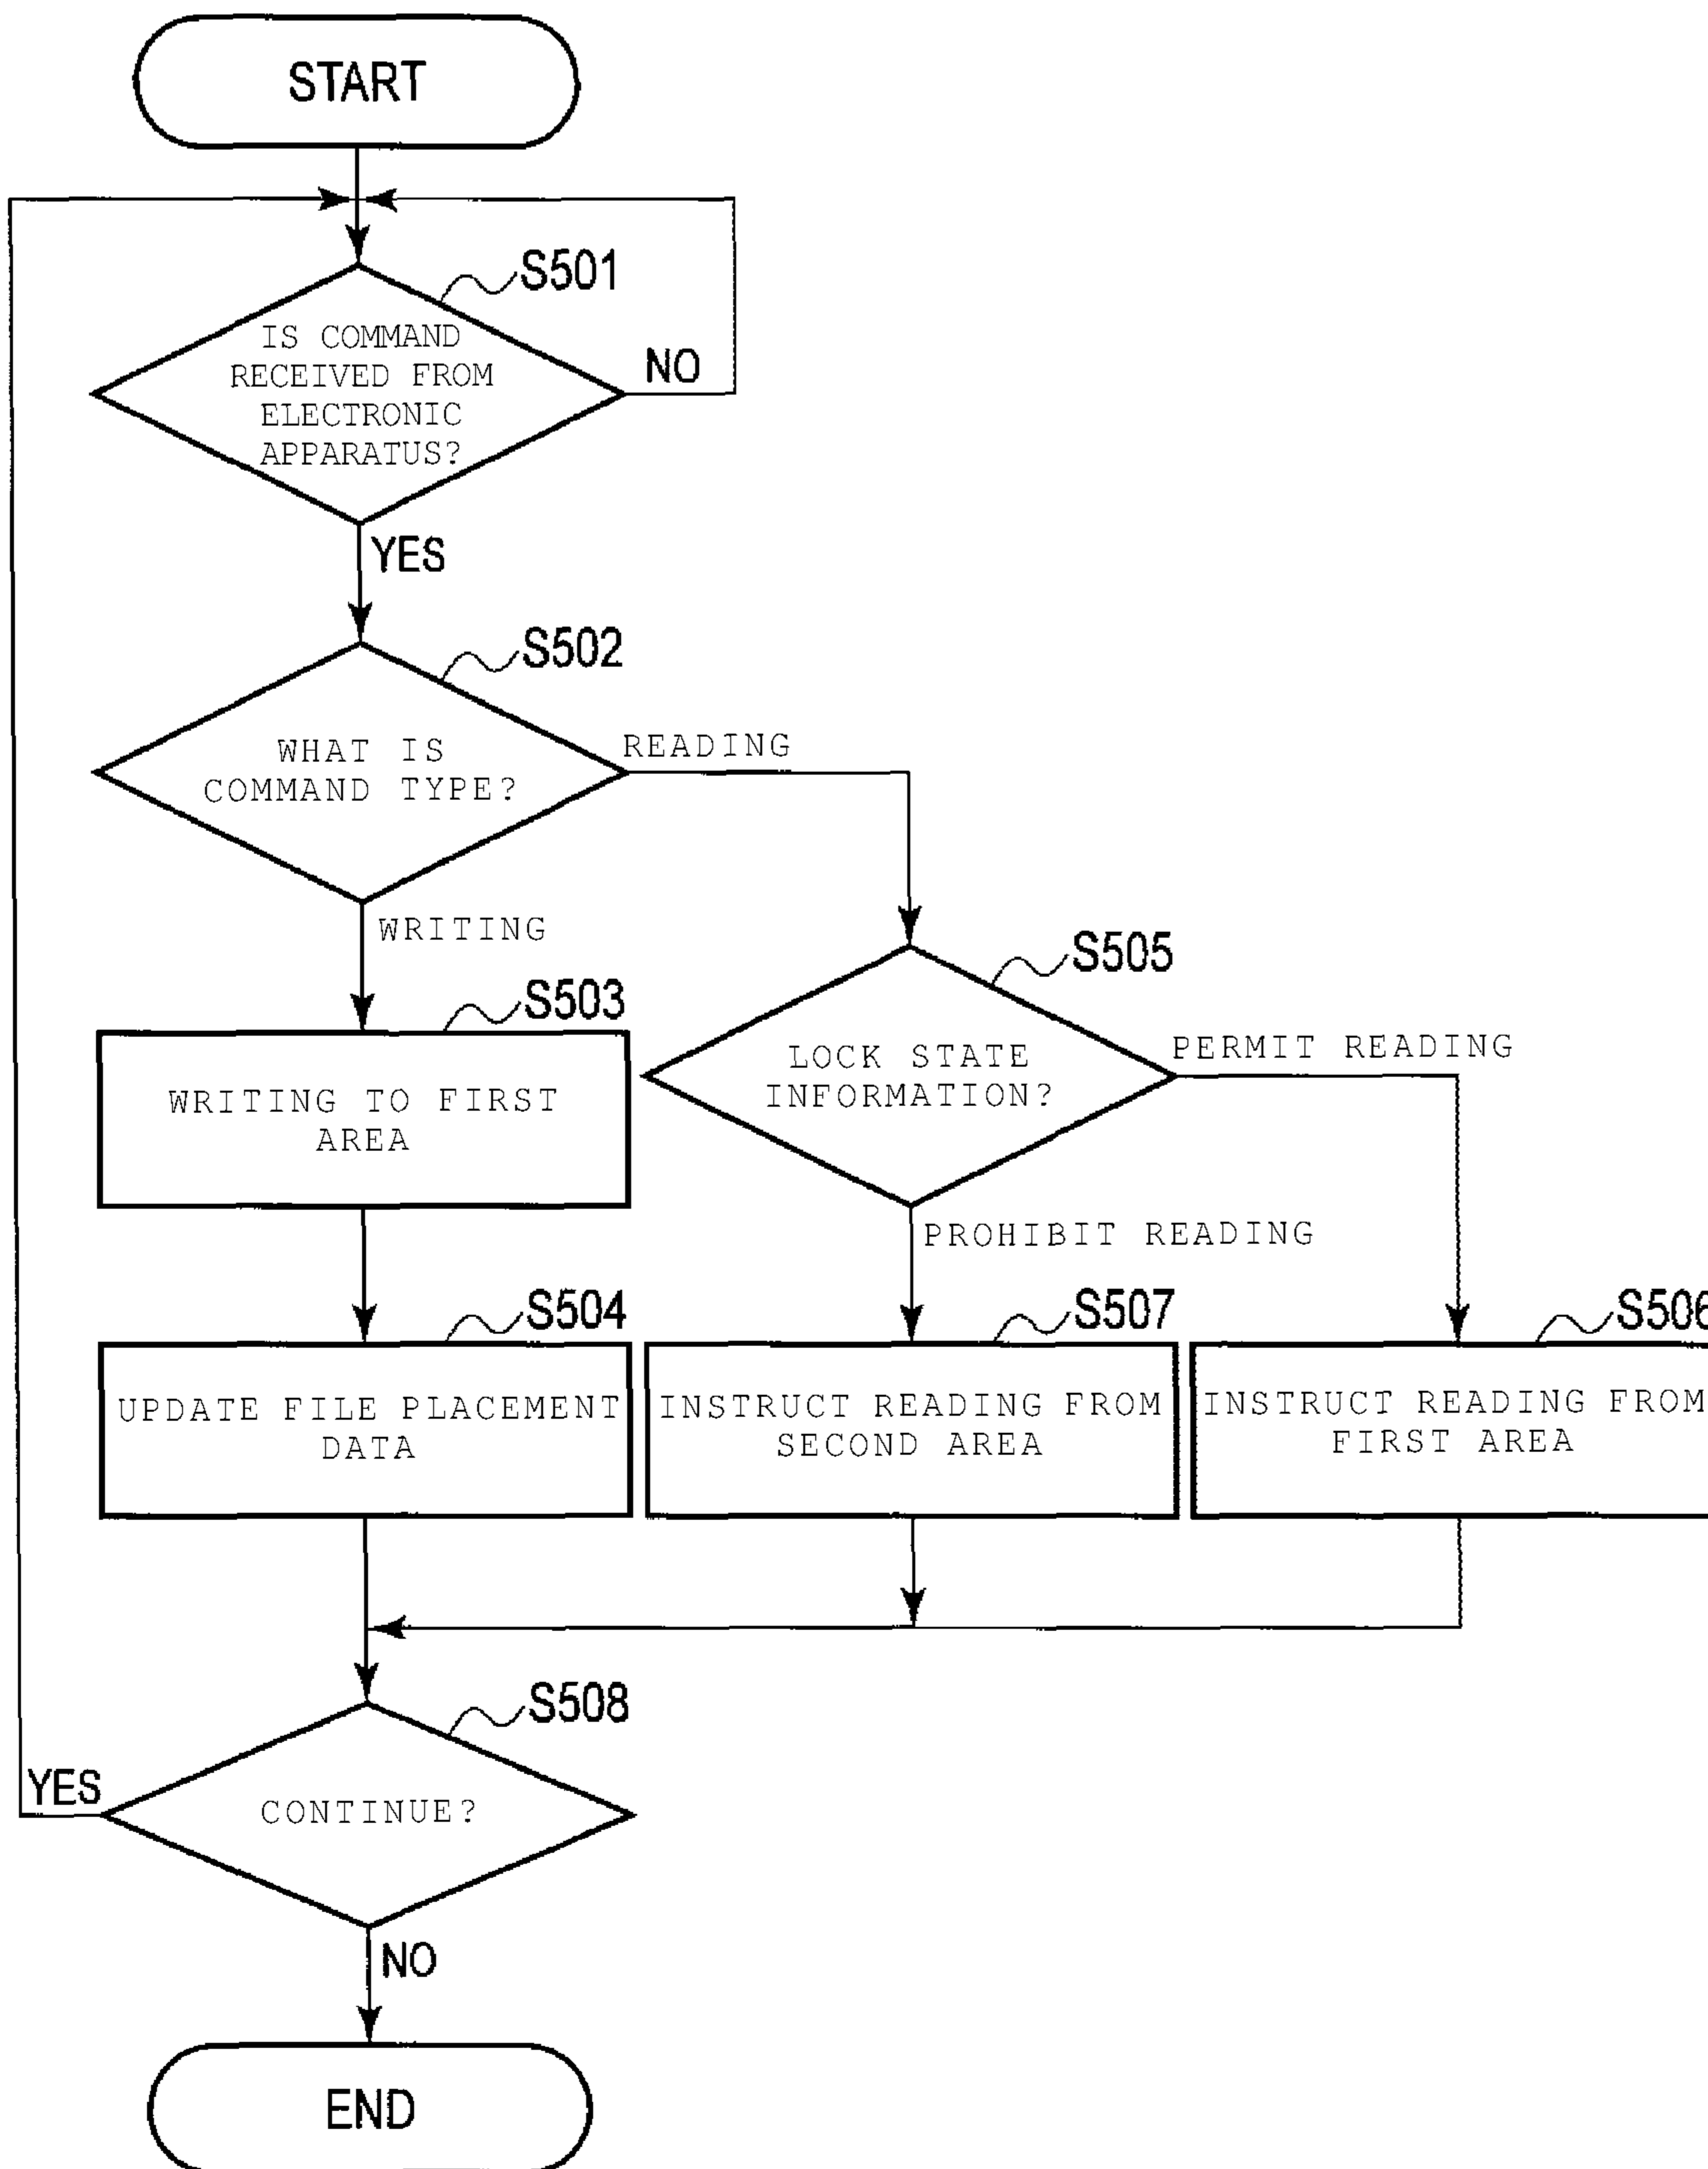 START
S501
IS COMMAND
RECEIVED FROM
ELECTRONIC
APPARATUS?
NO
YES
S502
WHAT IS
COMMAND TYPE?
READING
WRITING
S503
WRITING TO FIRST
AREA
S505
LOCK STATE
INFORMATION?
PERMIT READING
PROHIBIT READING
S504
UPDATE FILE PLACEMENT
DATA
S507
INSTRUCT READING FROM
SECOND AREA
S506
INSTRUCT READING FROM
FIRST AREA
S508
CONTINUE?
YES
NO
END